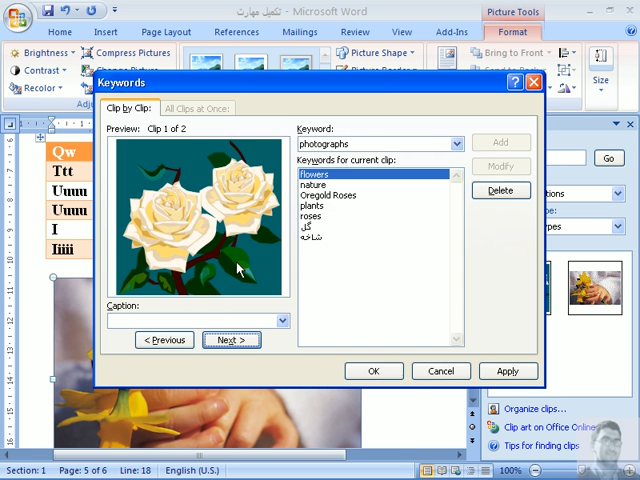 تکمیل مهارت - Microsoft Word
Picture Tools
Home Insert Page Layout References Mailings Review View Add-Ins Format
Brightness Compress Pictures Picture Shape Bring to Front
Contrast
Recolor Size
Keywords
Clip by Clip: All Clips at Once:
Preview: Clip 1 of 2 Keyword:
photographs Add
Keywords for current clip: Modify
flowers Delete
nature
Oregold Roses
plants
roses
گل
شاخه
Caption:
< Previous Next >
OK Cancel Apply
Qw
Ttt
Uuuu
Uuuu
I
Iiiii
Go
Organize clips...
Clip art on Office Online
Tips for finding clips
Section: 1 Page: 5 of 6 Line: 18 English (U.S.) 100%